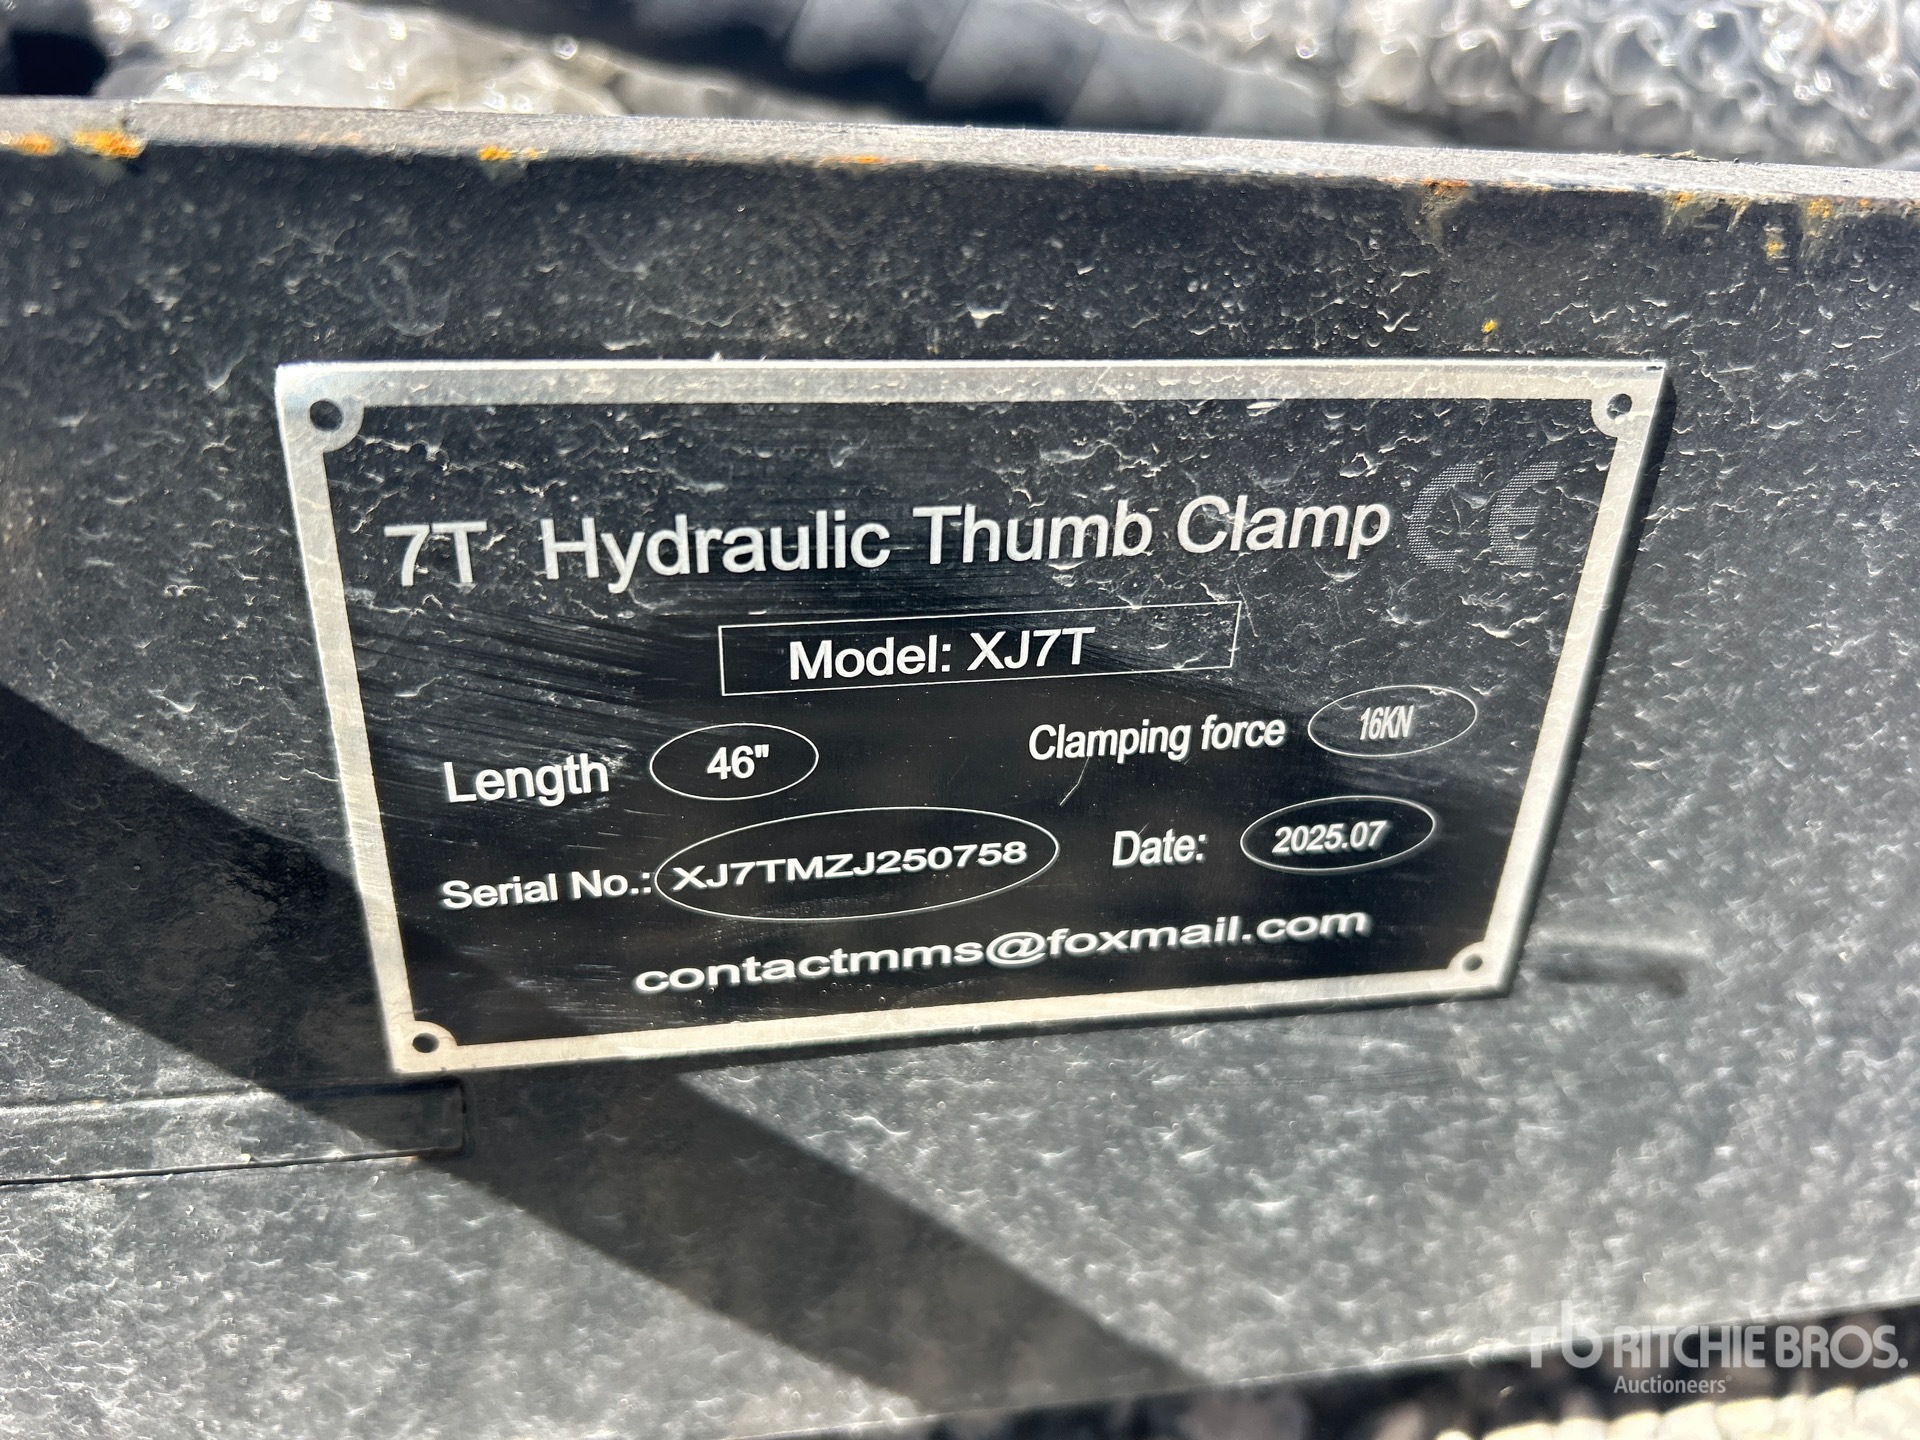 7T Hydraulic Thumb Clamp CE
Model: XJ7T
Length 46" Clamping force 16KN
Serial No.: XJ7TMZJ250758 Date: 2025.07
contactmms@foxmail.com
rb RITCHIE BROS.
Auctioneers